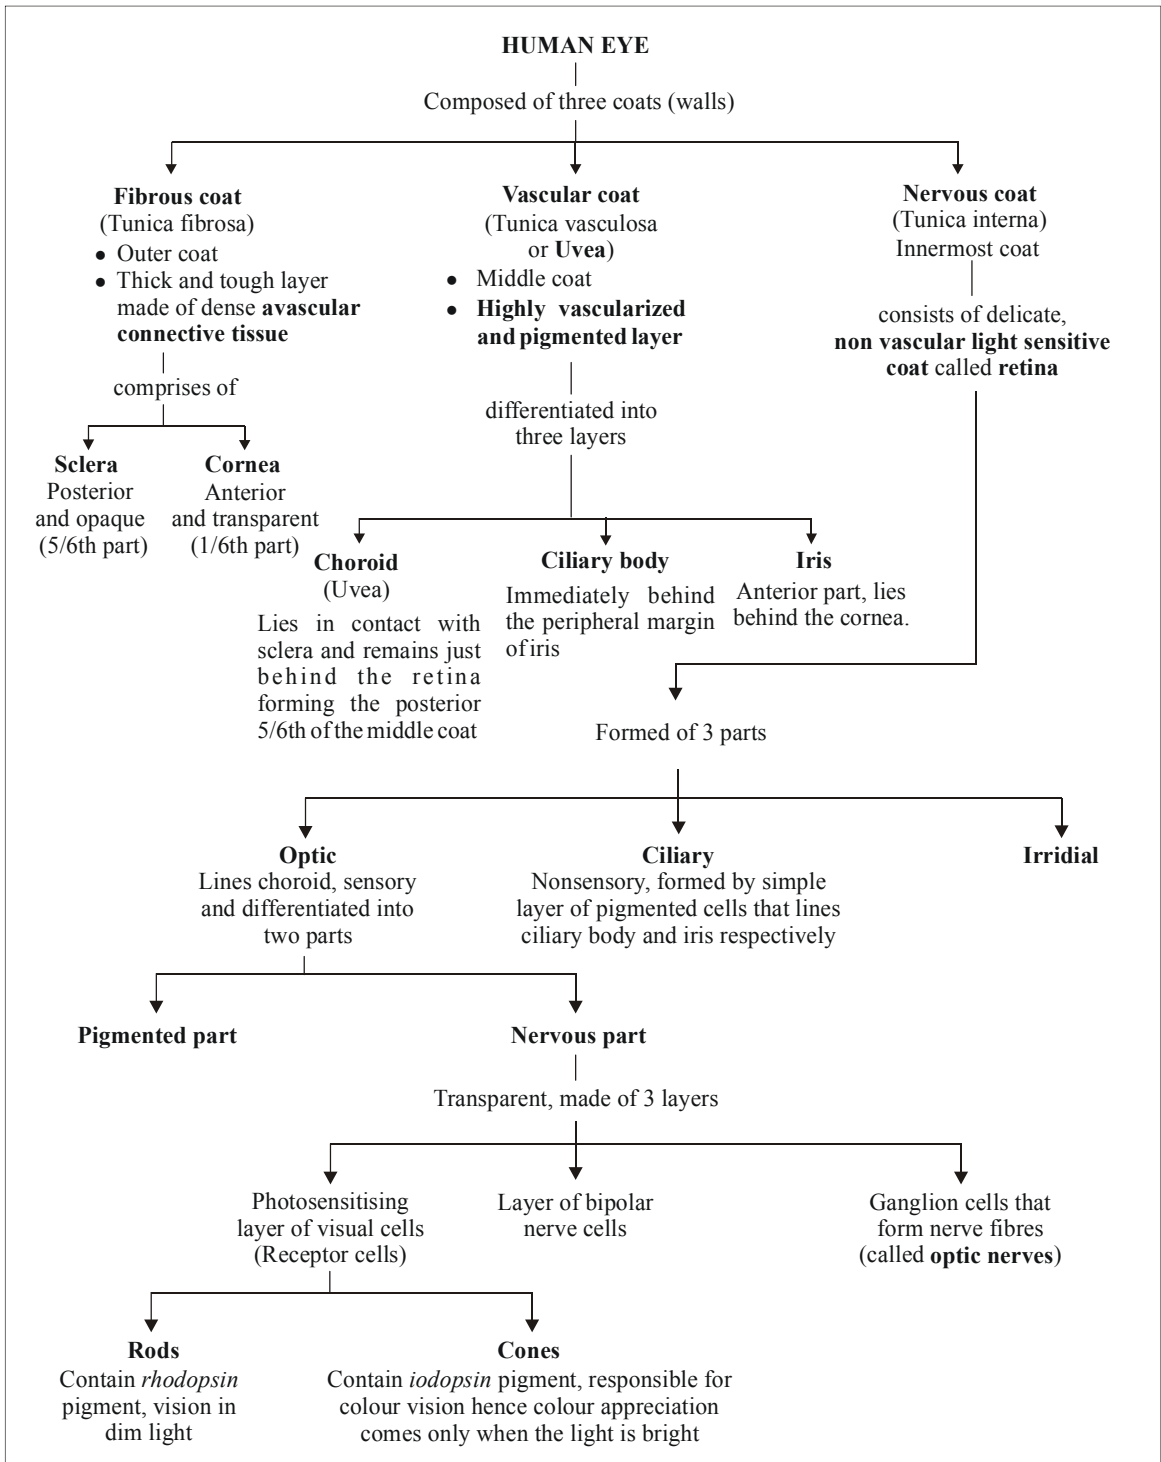 HUMAN EYE
Composed of three coats (walls)
Fibrous coat
(Tunica fibrosa)
● Outer coat
● Thick and tough layer
made of dense avascular
connective tissue
comprises of
Sclera
Posterior
and opaque
(5/6th part)
Cornea
Anterior
and transparent
(1/6th part)
Vascular coat
(Tunica vasculosa
or Uvea)
● Middle coat
● Highly vascularized
and pigmented layer
differentiated into
three layers
Choroid
(Uvea)
Lies in contact with
sclera and remains just
behind the retina
forming the posterior
5/6th of the middle coat
Ciliary body
Immediately behind
the peripheral margin
of iris
Iris
Anterior part, lies
behind the cornea.
Nervous coat
(Tunica interna)
Innermost coat
consists of delicate,
non vascular light sensitive
coat called retina
Formed of 3 parts
Optic
Lines choroid, sensory
and differentiated into
two parts
Ciliary
Nonsensory, formed by simple
layer of pigmented cells that lines
ciliary body and iris respectively
Irridial
Pigmented part
Nervous part
Transparent, made of 3 layers
Photosensitising
layer of visual cells
(Receptor cells)
Layer of bipolar
nerve cells
Ganglion cells that
form nerve fibres
(called optic nerves)
Rods
Contain rhodopsin
pigment, vision in
dim light
Cones
Contain iodopsin pigment, responsible for
colour vision hence colour appreciation
comes only when the light is bright